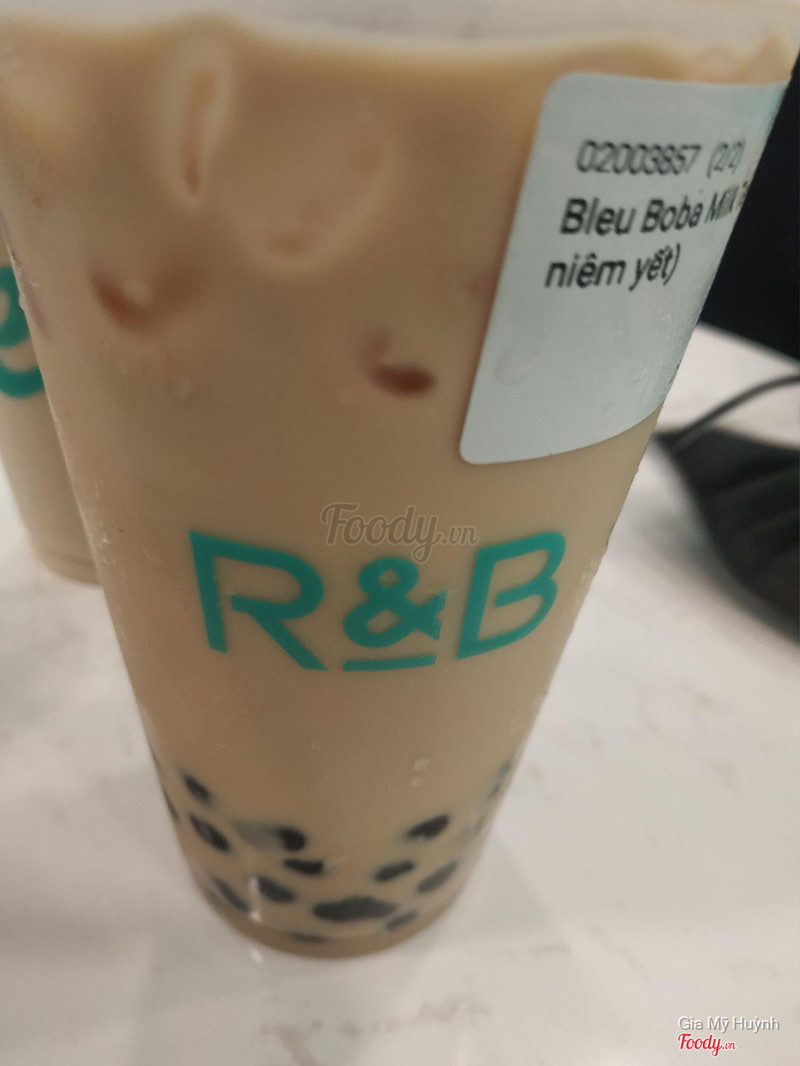 02003857 (2/2)
Bleu Boba Milk
niêm yết)
Foody.vn
R&B
Gia Mỹ Huỳnh
Foody.vn